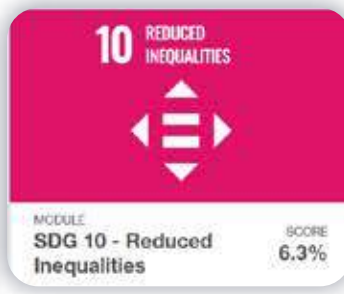 10 REDUCED
INEQUALITIES
MODULE
SDG 10 - Reduced
Inequalities
SCORE
6.3%